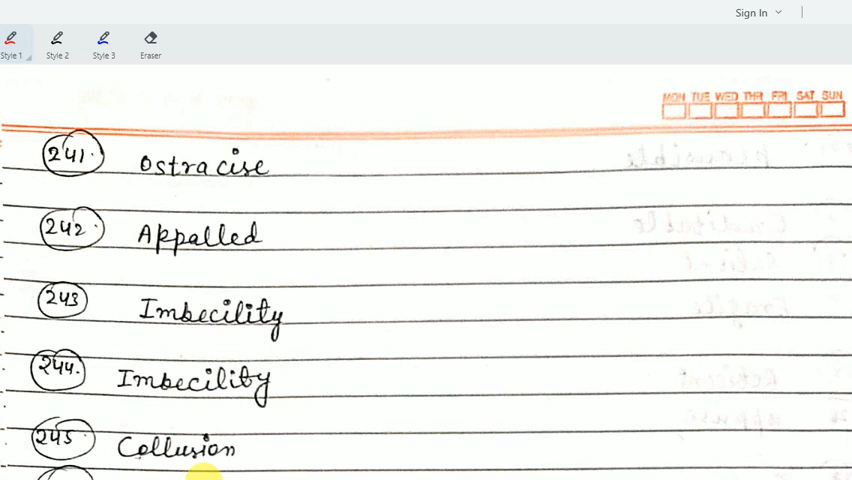 Sign In
Style 1
Style 2
Style 3
Eraser
MON TUE WED THR FRI SAT SUN
241. Ostracise
242. Appalled
243 Imbecility
244. Imbecility
245. Collusion